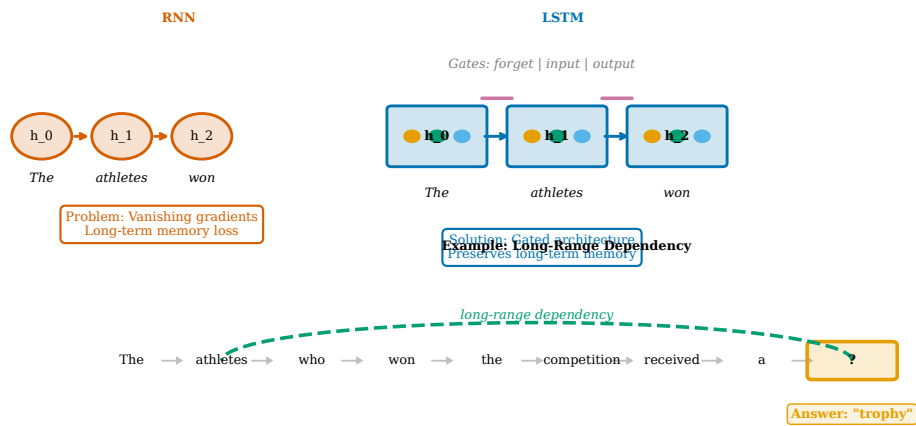 RNN
LSTM
Gates: forget | input | output
h_0 h_1 h_2
h_0 h_1 h_2
The athletes won
The athletes won
Problem: Vanishing gradients
Long-term memory loss
Solution: Gated architecture
Preserves long-term memory
Example: Long-Range Dependency
long-range dependency
The athletes who won the competition received a ?
Answer: "trophy"